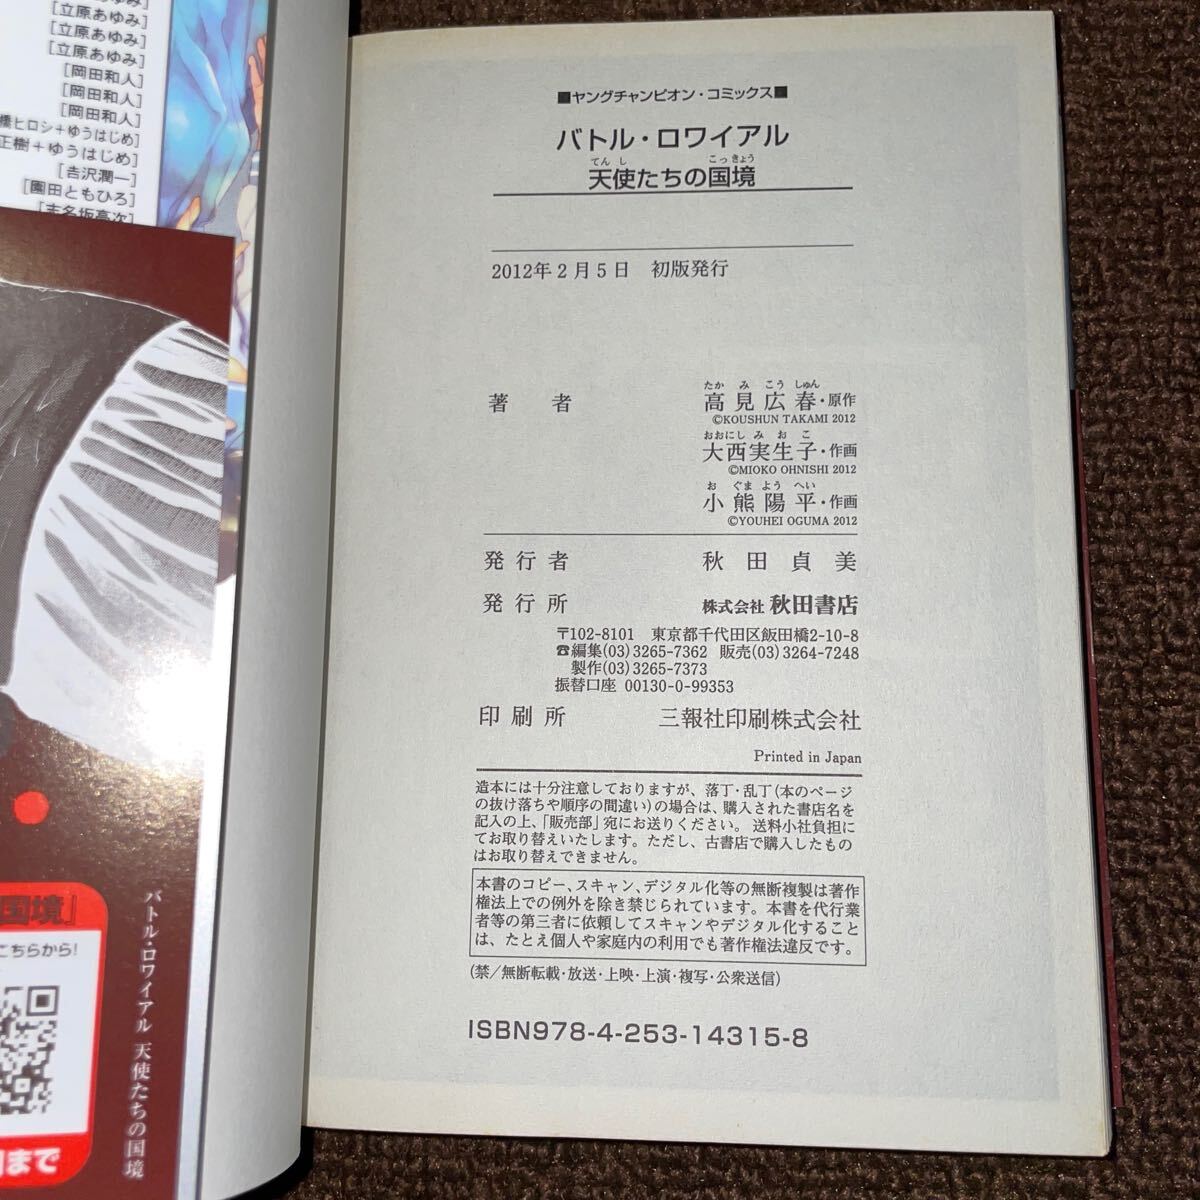 [立原あゆみ]
[立原あゆみ]
[立原あゆみ]
[岡田和人]
[岡田和人]
[岡田和人]
橋ヒロシ+ゆうはじめ]
正樹+ゆうはじめ]
[吉沢潤一]
[園田ともひろ]
[志名坂高次]
国境」
こちらから!
まで
バトル・ロワイアル 天使たちの国境
■ヤングチャンピオン・コミックス■
バトル・ロワイアル
てんし こっきょう
天使たちの国境
2012年2月5日 初版発行
たか み こう しゅん
著者 高見広春・原作
©KOUSHUN TAKAMI 2012
おおにし み お こ
大西実生子・作画
©MIOKO OHNISHI 2012
お ぐま よう へい
小熊陽平・作画
©YOUHEI OGUMA 2012
発行者 秋田貞美
発行所 株式会社 秋田書店
〒102-8101 東京都千代田区飯田橋2-10-8
☎編集(03)3265-7362 販売(03)3264-7248
製作(03)3265-7373
振替口座 00130-0-99353
印刷所 三報社印刷株式会社
Printed in Japan
造本には十分注意しておりますが、落丁・乱丁(本のページ
の抜け落ちや順序の間違い)の場合は、購入された書店名を
記入の上、「販売部」宛にお送りください。送料小社負担に
てお取り替えいたします。ただし、古書店で購入したもの
はお取り替えできません。
本書のコピー、スキャン、デジタル化等の無断複製は著作
権法上での例外を除き禁じられています。本書を代行業
者等の第三者に依頼してスキャンやデジタル化すること
は、たとえ個人や家庭内の利用でも著作権法違反です。
(禁/無断転載・放送・上映・上演・複写・公衆送信)
ISBN978-4-253-14315-8